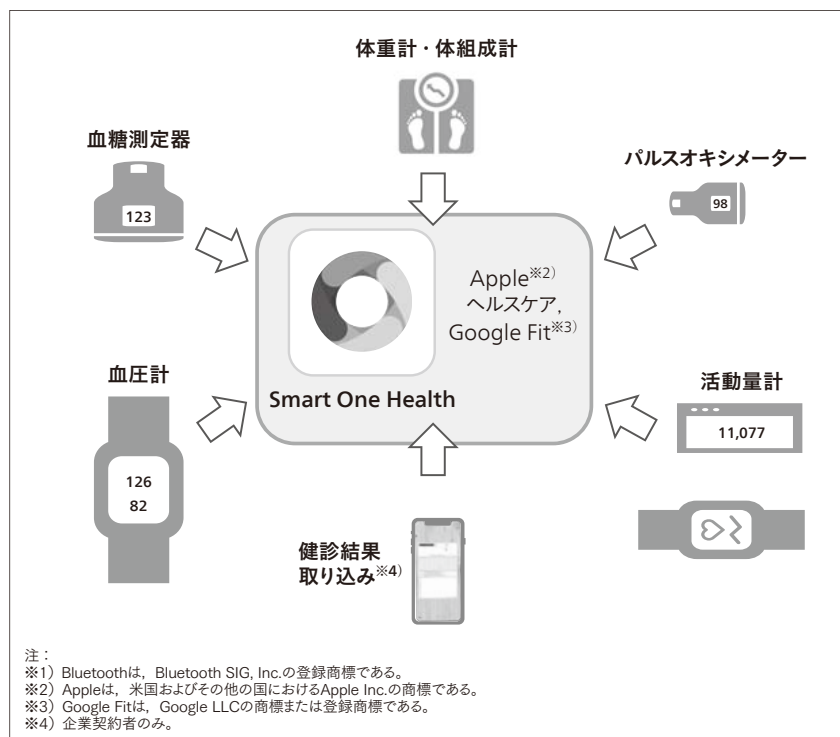 体重計・体組成計
血糖測定器
123
パルスオキシメーター
98
Apple※2)
ヘルスケア,
Google Fit※3)
Smart One Health
血圧計
126
82
活動量計
11,077
健診結果
取り込み※4)
注：
※1）Bluetoothは，Bluetooth SIG, Inc.の登録商標である。
※2）Appleは，米国およびその他の国におけるApple Inc.の商標である。
※3）Google Fitは，Google LLCの商標または登録商標である。
※4）企業契約者のみ。